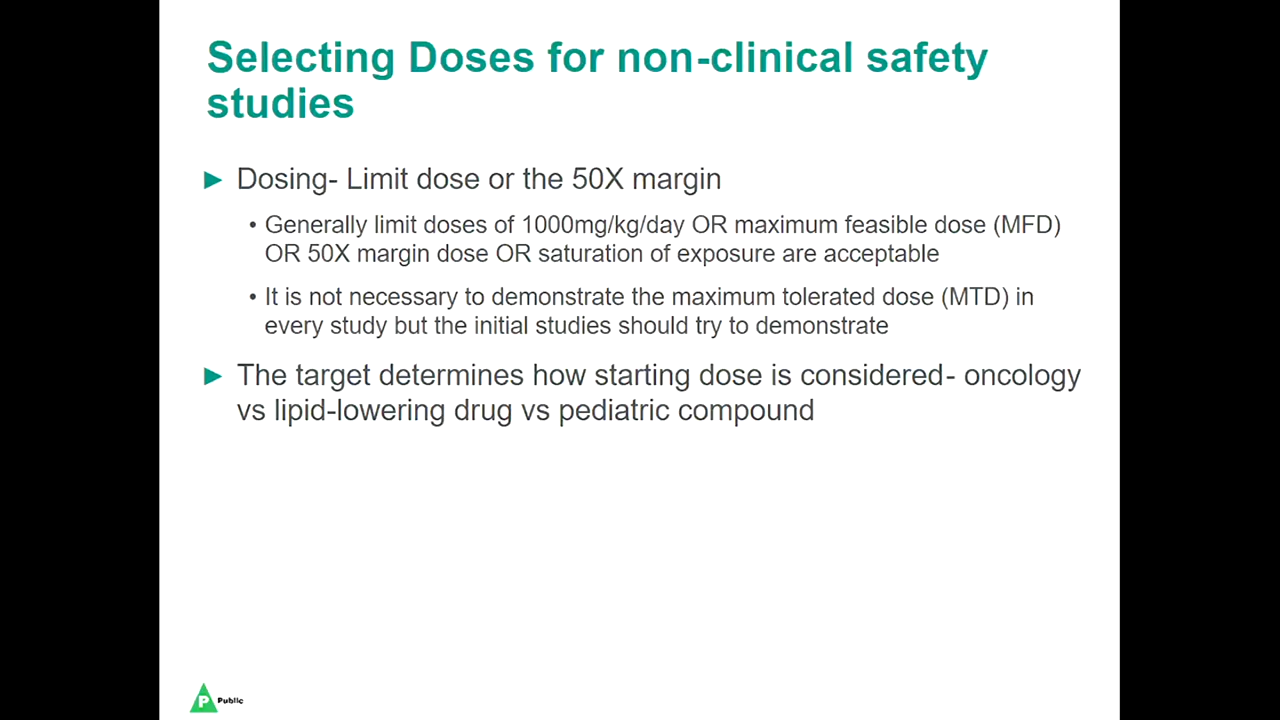 Selecting Doses for non-clinical safety
studies
► Dosing- Limit dose or the 50X margin
• Generally limit doses of 1000mg/kg/day OR maximum feasible dose (MFD)
OR 50X margin dose OR saturation of exposure are acceptable
• It is not necessary to demonstrate the maximum tolerated dose (MTD) in
every study but the initial studies should try to demonstrate
► The target determines how starting dose is considered- oncology
vs lipid-lowering drug vs pediatric compound
P Public